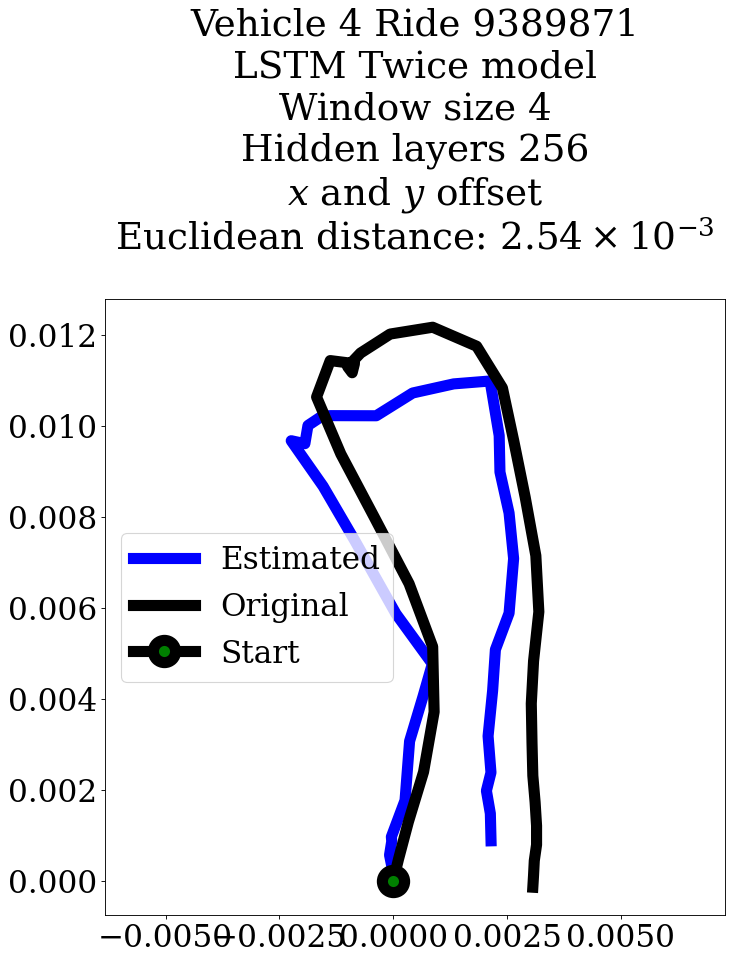 Vehicle 4 Ride 9389871
LSTM Twice model
Window size 4
Hidden layers 256
x and y offset
Euclidean distance: 2.54 × 10⁻³
0.012
0.010
0.008
0.006
0.004
0.002
0.000
Estimated
Original
Start
−0.0050 −0.0025 0.0000 0.0025 0.0050